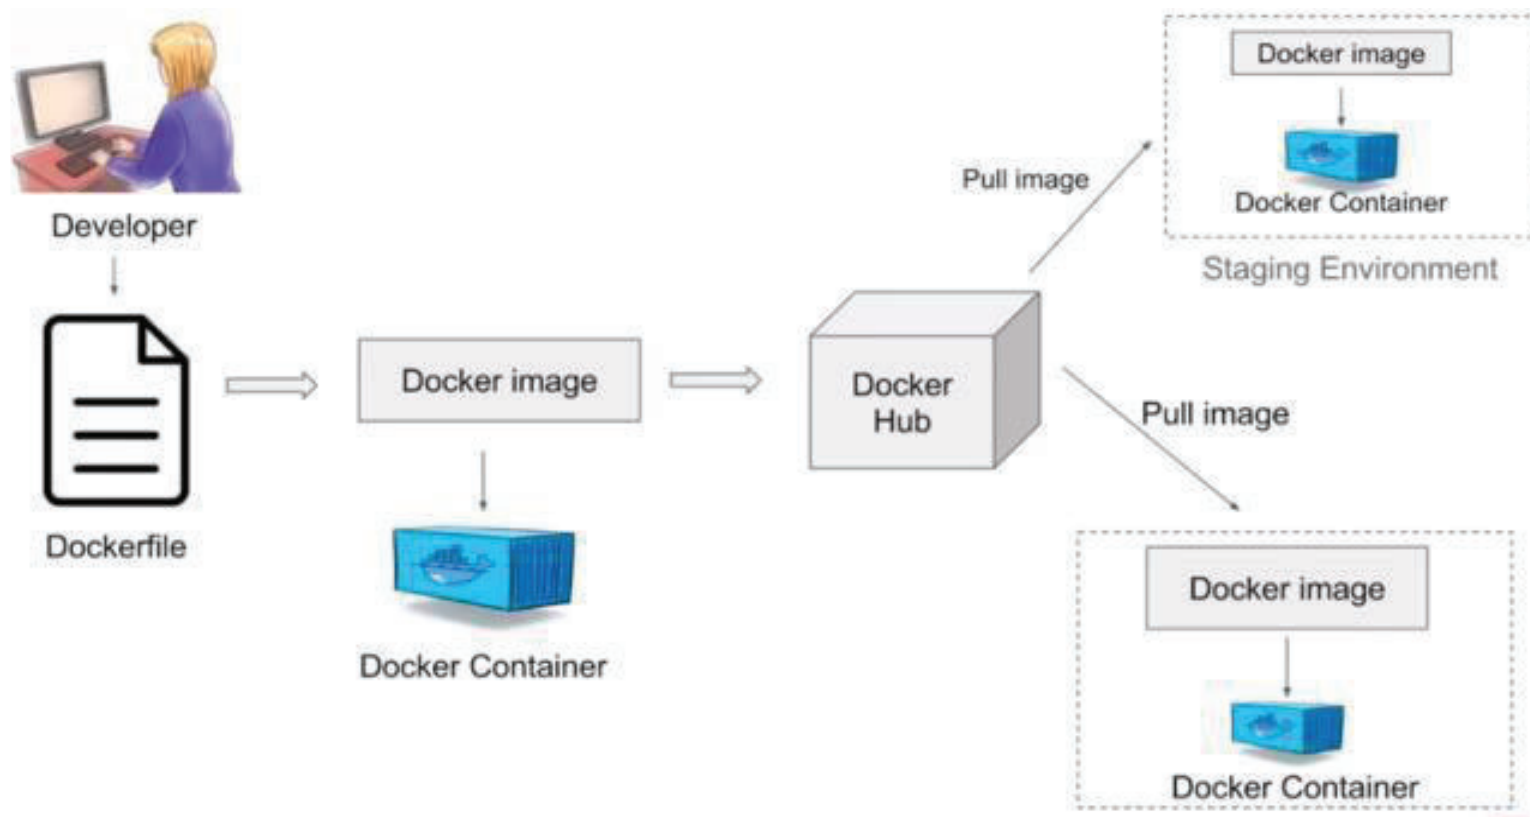 Developer
Dockerfile
Docker image
Docker Container
Docker
Hub
Pull image
Docker image
Docker Container
Staging Environment
Pull image
Docker image
Docker Container